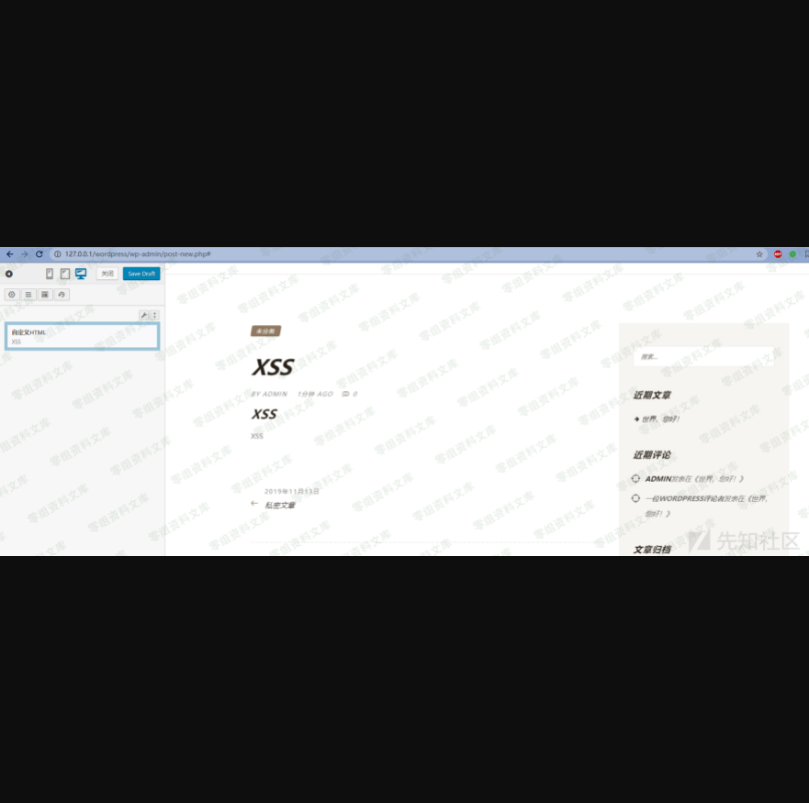 127.0.0.1/wordpress/wp-admin/post-new.php#
关闭
Save Draft
自定义HTML
XSS
未分类
XSS
BY ADMIN 1分钟 AGO 0
XSS
XSS
2019年11月13日
← 私密文章
搜索…
近期文章
世界，您好！
近期评论
ADMIN发表在《世界，您好！》
一位WORDPRESS评论者发表在《世界，
您好！》
文章归档
先知社区
零组资料文库